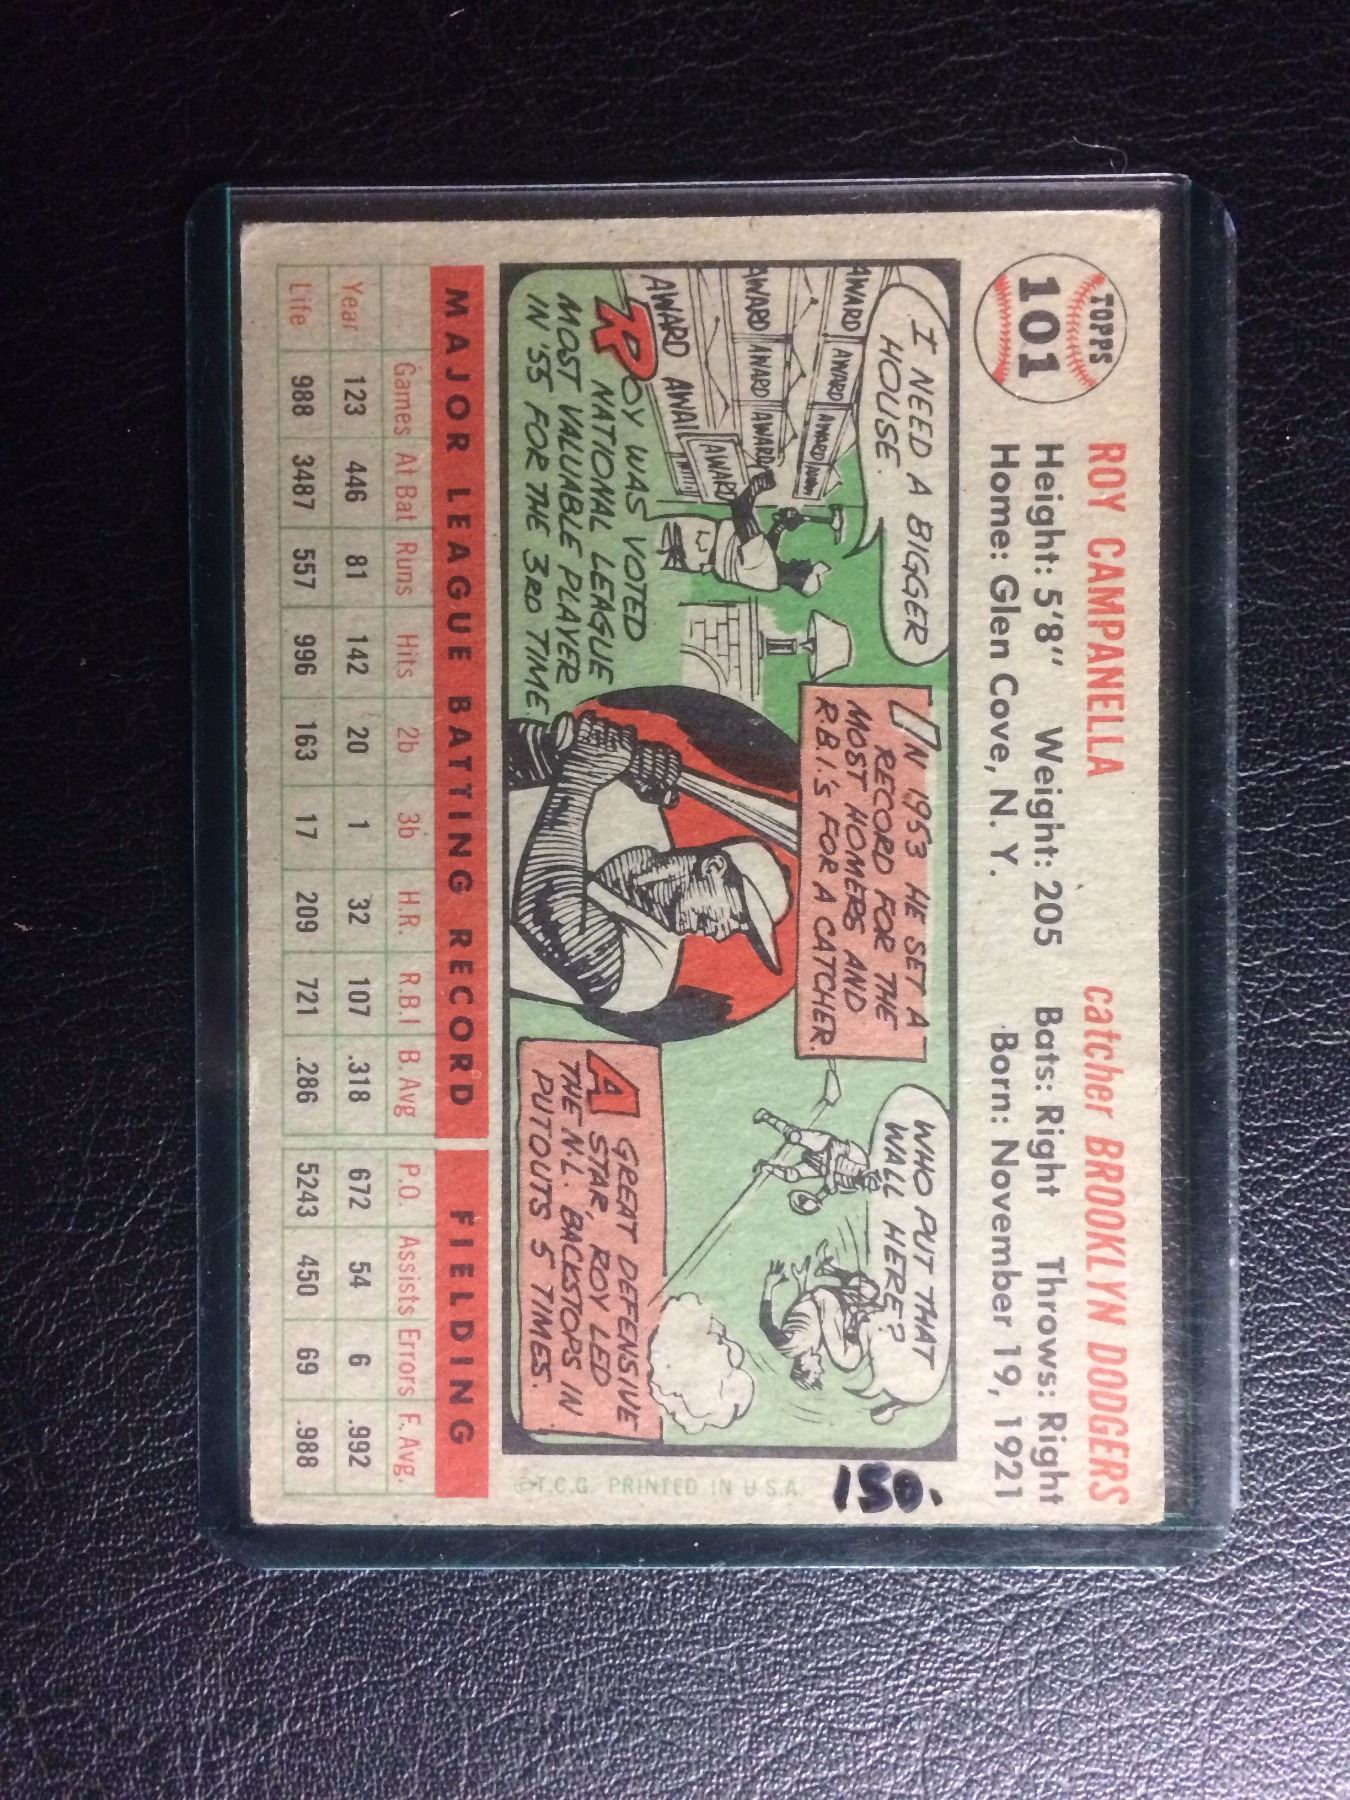 TOPPS
101
ROY CAMPANELLA catcher BROOKLYN DODGERS
Height: 5'8" Weight: 205 Bats: Right Throws: Right
Home: Glen Cove, N. Y. Born: November 19, 1921
I NEED A BIGGER
HOUSE.
AWARD
AWARD
AWARD
AWARD
AWARD
AWARD
AWARD
AWARD
AWARD
AWA
AWARD
ROY WAS VOTED
NATIONAL LEAGUE
MOST VALUABLE PLAYER
IN '55 FOR THE 3RD TIME
IN 1953 HE SET A
RECORD FOR THE
MOST HOMERS AND
R.B.I.'S FOR A CATCHER.
WHO PUT THAT
WALL HERE?
A GREAT DEFENSIVE
STAR, ROY LED
THE N.L. BACKSTOPS IN
PUTOUTS 5 TIMES.
150.
©T.C.G. PRINTED IN U.S.A.
MAJOR LEAGUE BATTING RECORD FIELDING
Games At Bat Runs Hits 2b 3b H.R. R.B.I B. Avg P.O. Assists Errors F. Avg.
Year 123 446 81 142 20 1 32 107 .318 672 54 6 .992
Life 988 3487 557 996 163 17 209 721 .286 5243 450 69 .988